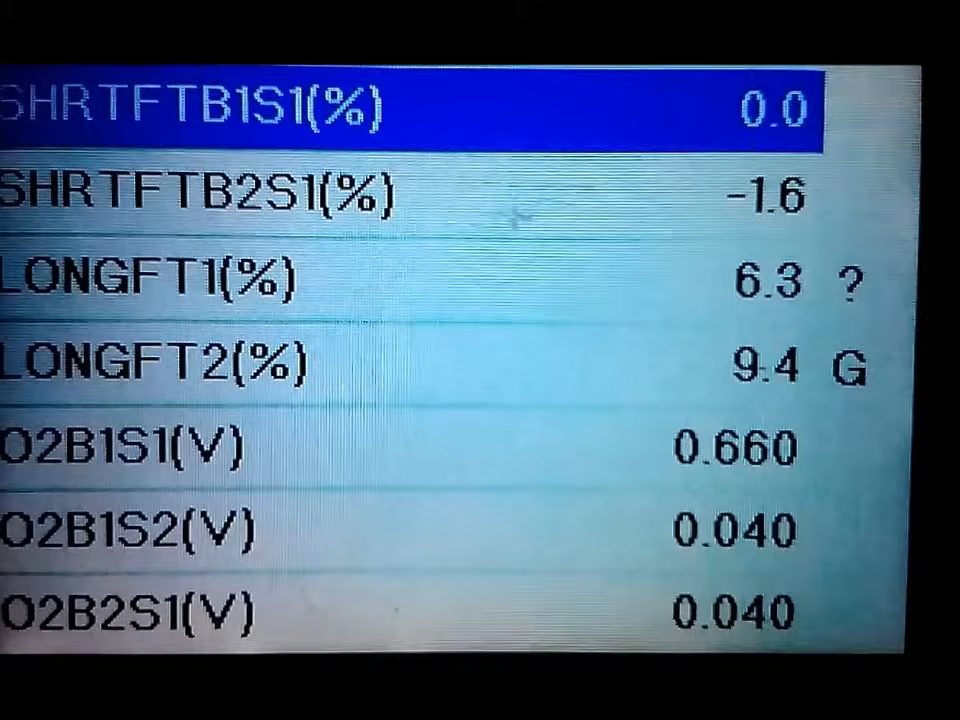 SHRTFTB1S1(%) 0.0
SHRTFTB2S1(%) -1.6
LONGFT1(%) 6.3 ?
LONGFT2(%) 9.4 G
O2B1S1(V) 0.660
O2B1S2(V) 0.040
O2B2S1(V) 0.040